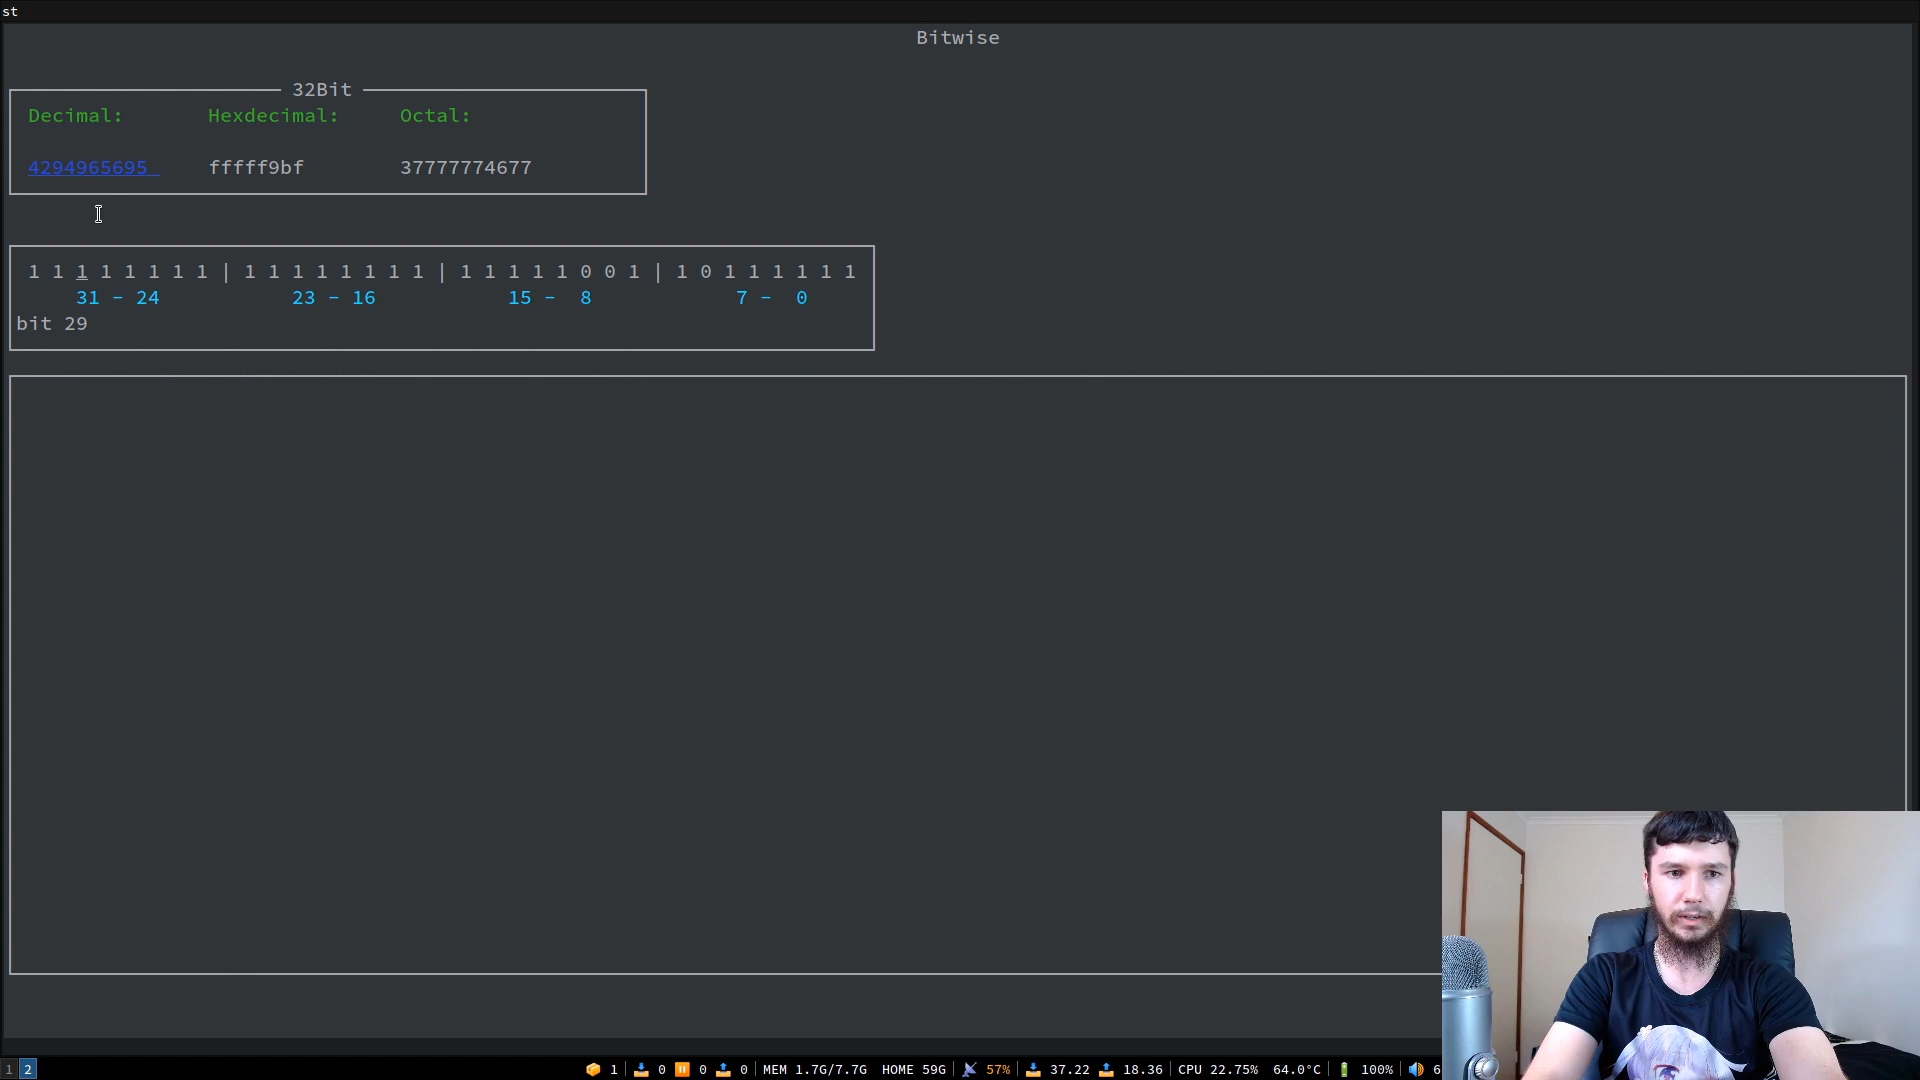 st
Bitwise
32Bit
Decimal: Hexdecimal: Octal:
4294965695 fffff9bf 37777774677
1 1 1 1 1 1 1 1 | 1 1 1 1 1 1 1 1 | 1 1 1 1 1 0 0 1 | 1 0 1 1 1 1 1 1
31 - 24 23 - 16 15 - 8 7 - 0
bit 29
1 2 1 0 0 0 MEM 1.7G/7.7G HOME 59G 57% 37.22 18.36 CPU 22.75% 64.0°C 100% 6